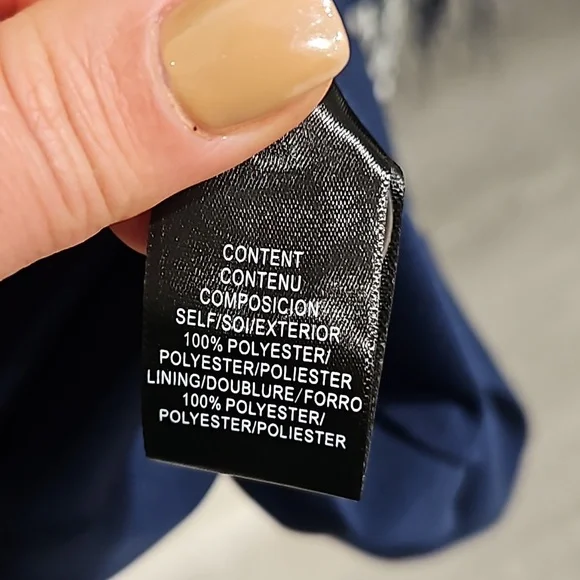 CONTENT
CONTENU
COMPOSICION
SELF/SOI/EXTERIOR
100% POLYESTER/
POLYESTER/POLIESTER
LINING/DOUBLURE/FORRO
100% POLYESTER/
POLYESTER/POLIESTER